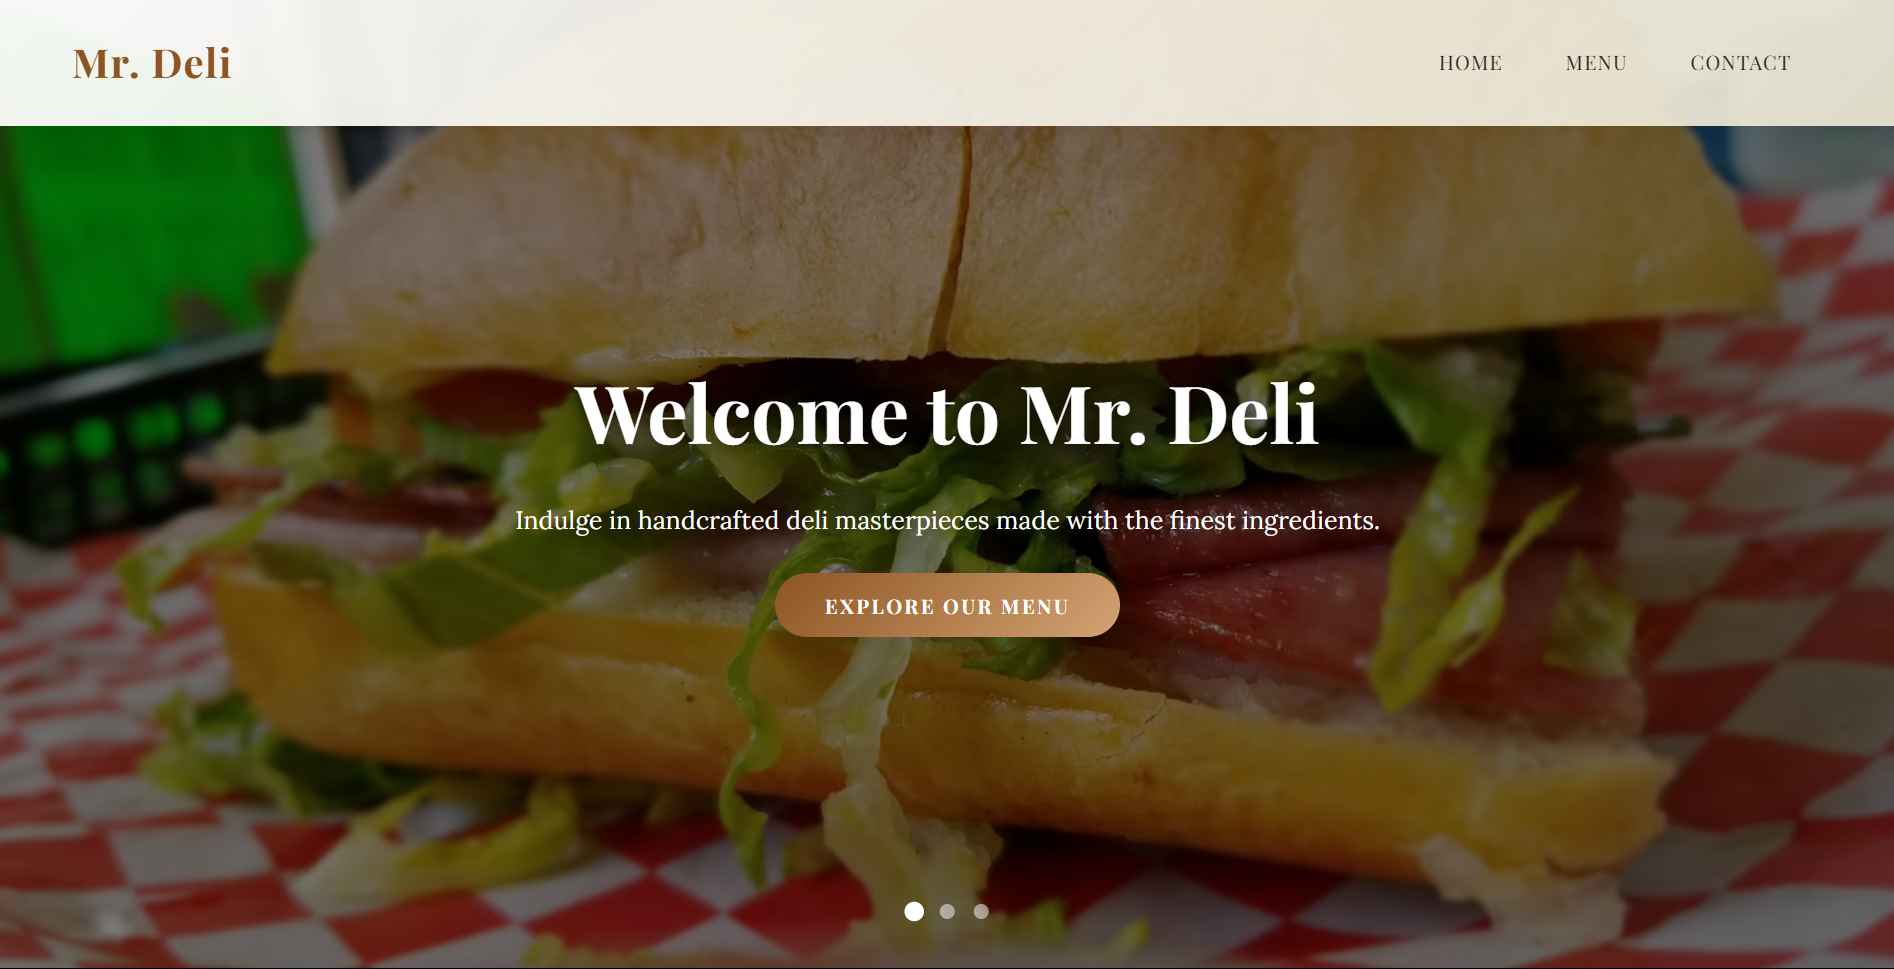 Mr. Deli
HOME MENU CONTACT
Welcome to Mr. Deli
Indulge in handcrafted deli masterpieces made with the finest ingredients.
EXPLORE OUR MENU